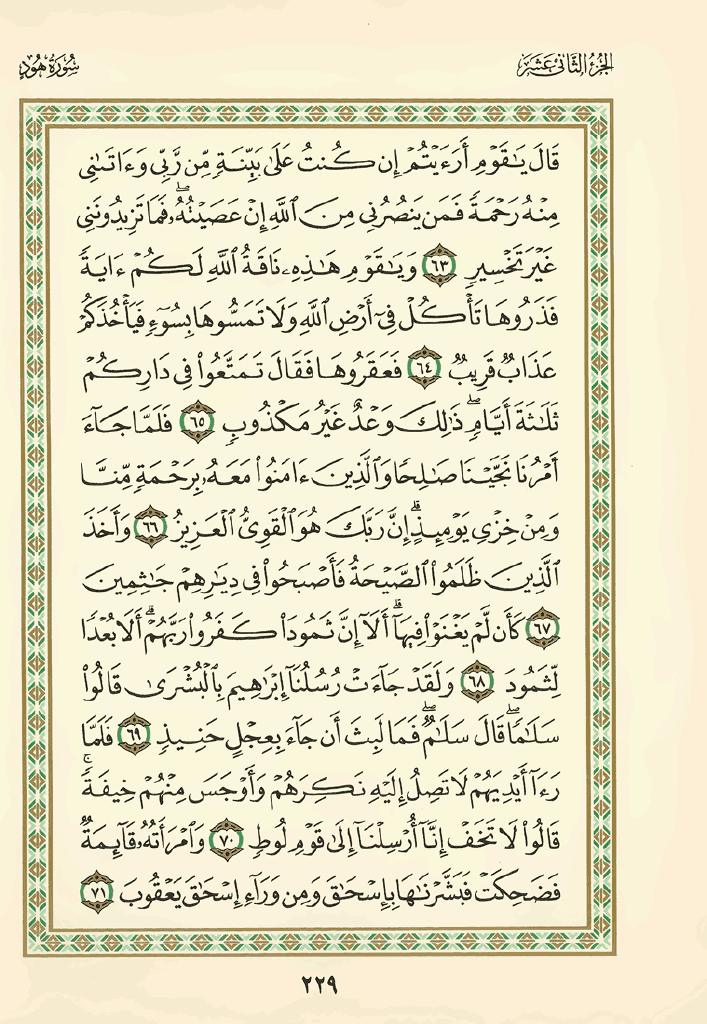 الجزء الثاني عشر
سورة هود
قَالَ يَٰقَوْمِ أَرَءَيْتُمْ إِن كُنتُ عَلَىٰ بَيِّنَةٍ مِّن رَّبِّي وَءَاتَىٰنِي
مِنْهُ رَحْمَةً فَمَن يَنصُرُنِي مِنَ ٱللَّهِ إِنْ عَصَيْتُهُۥۖ فَمَا تَزِيدُونَنِي
غَيْرَ تَخْسِيرٍ ٦٣ وَيَٰقَوْمِ هَٰذِهِۦ نَاقَةُ ٱللَّهِ لَكُمْ ءَايَةً
فَذَرُوهَا تَأْكُلْ فِيٓ أَرْضِ ٱللَّهِ وَلَا تَمَسُّوهَا بِسُوٓءٍ فَيَأْخُذَكُمْ
عَذَابٌ قَرِيبٌ ٦٤ فَعَقَرُوهَا فَقَالَ تَمَتَّعُوا۟ فِي دَارِكُمْ
ثَلَٰثَةَ أَيَّامٍۖ ذَٰلِكَ وَعْدٌ غَيْرُ مَكْذُوبٍ ٦٥ فَلَمَّا جَآءَ
أَمْرُنَا نَجَّيْنَا صَٰلِحًا وَٱلَّذِينَ ءَامَنُوا۟ مَعَهُۥ بِرَحْمَةٍ مِّنَّا
وَمِنْ خِزْيِ يَوْمِئِذٍۗ إِنَّ رَبَّكَ هُوَ ٱلْقَوِيُّ ٱلْعَزِيزُ ٦٦ وَأَخَذَ
ٱلَّذِينَ ظَلَمُوا۟ ٱلصَّيْحَةُ فَأَصْبَحُوا۟ فِي دِيَٰرِهِمْ جَٰثِمِينَ
٦٧ كَأَن لَّمْ يَغْنَوْا۟ فِيهَآۗ أَلَآ إِنَّ ثَمُودَا۟ كَفَرُوا۟ رَبَّهُمْۗ أَلَا بُعْدًا
لِّثَمُودَ ٦٨ وَلَقَدْ جَآءَتْ رُسُلُنَآ إِبْرَٰهِيمَ بِٱلْبُشْرَىٰ قَالُوا۟
سَلَٰمًاۖ قَالَ سَلَٰمٌۖ فَمَا لَبِثَ أَن جَآءَ بِعِجْلٍ حَنِيذٍ ٦٩ فَلَمَّا
رَءَآ أَيْدِيَهُمْ لَا تَصِلُ إِلَيْهِ نَكِرَهُمْ وَأَوْجَسَ مِنْهُمْ خِيفَةًۚ
قَالُوا۟ لَا تَخَفْ إِنَّآ أُرْسِلْنَآ إِلَىٰ قَوْمِ لُوطٍ ٧٠ وَٱمْرَأَتُهُۥ قَآئِمَةٌ
فَضَحِكَتْ فَبَشَّرْنَٰهَا بِإِسْحَٰقَ وَمِن وَرَآءِ إِسْحَٰقَ يَعْقُوبَ ٧١
٢٢٩